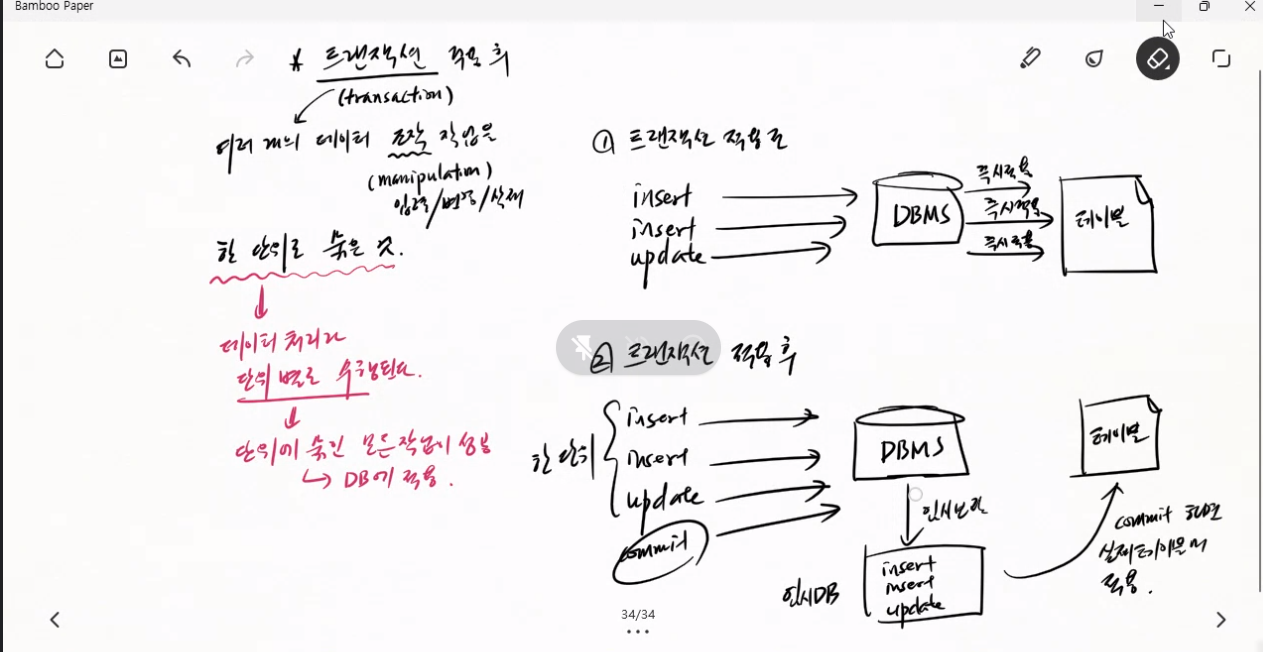 Bamboo Paper
* 트랜잭션 적용 후
(transaction)
여러 개의 데이터 조작 작업을
(manipulation)
입력/변경/삭제
한 단위로 묶은 것.
데이터 처리가
단위 별로 수행된다.
단위에 묶인 모든 작업이 성공
↳ DB에 적용.
① 트랜잭션 적용 전
insert
insert
update
DBMS
즉시적용
즉시적용
즉시적용
테이블
② 트랜잭션 적용 후
한 단위
insert
insert
update
commit
DBMS
임시보관
임시DB
insert
insert
update
테이블
commit 하면
실제테이블에
적용.
34/34